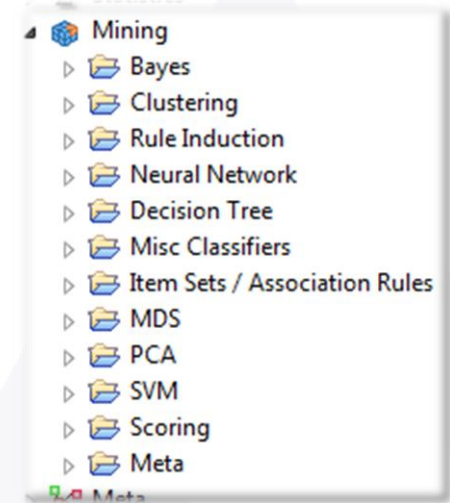 Mining
Bayes
Clustering
Rule Induction
Neural Network
Decision Tree
Misc Classifiers
Item Sets / Association Rules
MDS
PCA
SVM
Scoring
Meta
Meta